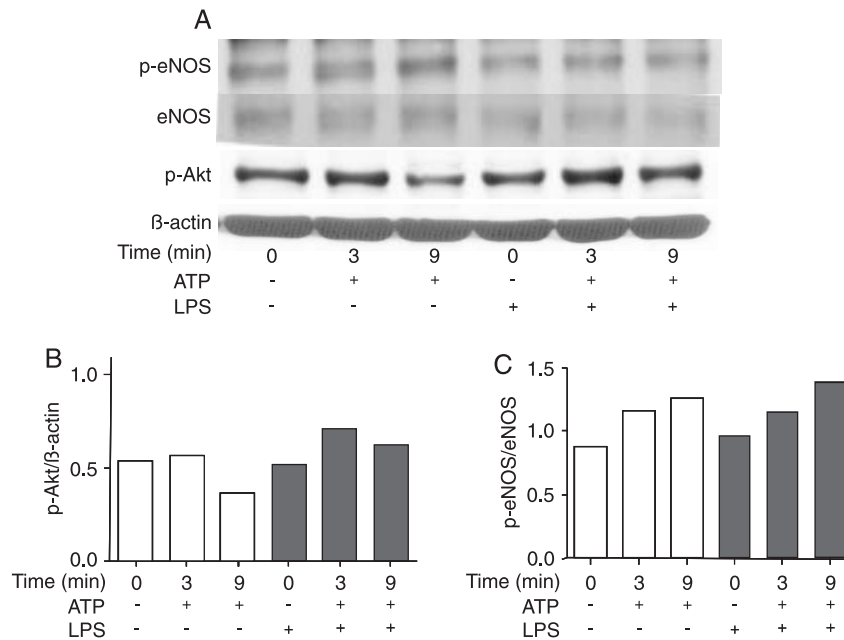 A
p-eNOS
eNOS
p-Akt
ß-actin
Time (min) 0 3 9 0 3 9
ATP - + + - + +
LPS - - - + + +
B
p-Akt/ß-actin
1.0
0.5
0.0
Time (min) 0 3 9 0 3 9
ATP - + + - + +
LPS - - - + + +
C
p-eNOS/eNOS
1.5
1.0
0.5
0.0
Time (min) 0 3 9 0 3 9
ATP - + + - + +
LPS - - - + + +